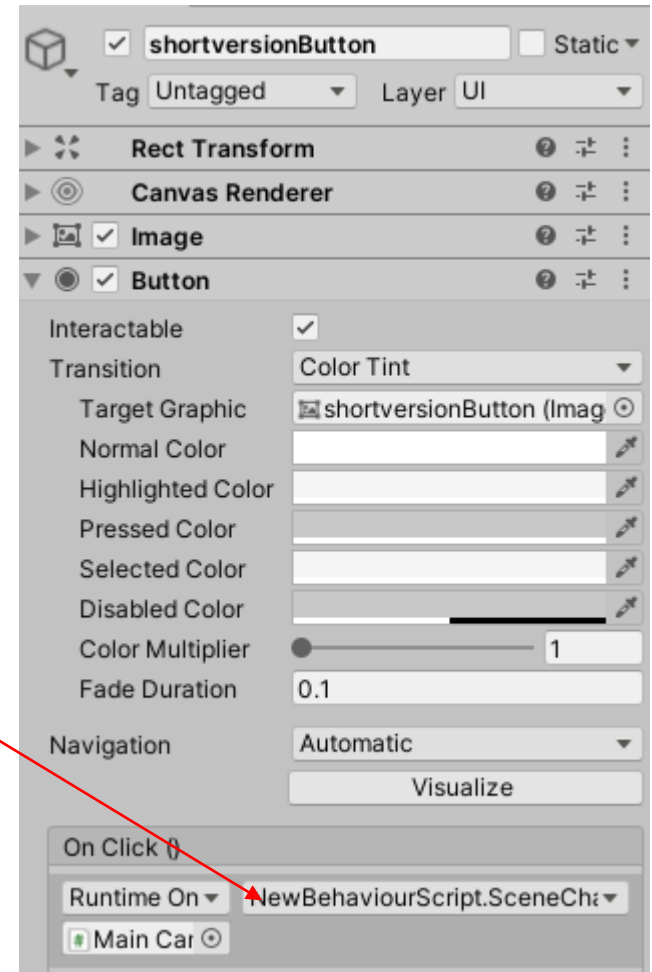 shortversionButton Static
Tag Untagged Layer UI
Rect Transform
Canvas Renderer
Image
Button
Interactable
Transition Color Tint
Target Graphic shortversionButton (Imag
Normal Color
Highlighted Color
Pressed Color
Selected Color
Disabled Color
Color Multiplier 1
Fade Duration 0.1
Navigation Automatic
Visualize
On Click ()
Runtime On NewBehaviourScript.SceneCha
Main Car